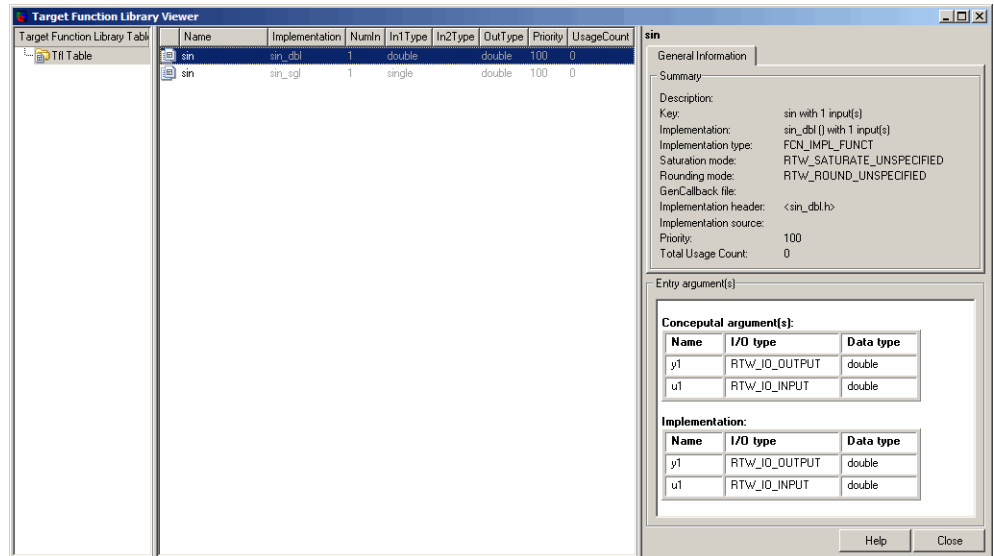 Target Function Library Viewer
Target Function Library Tabl
Tfl Table
Name Implementation NumIn In1Type In2Type OutType Priority UsageCount
sin sin_dbl 1 double double 100 0
sin sin_sgl 1 single double 100 0
sin
General Information
Summary
Description:
Key: sin with 1 input(s)
Implementation: sin_dbl () with 1 input(s)
Implementation type: FCN_IMPL_FUNCT
Saturation mode: RTW_SATURATE_UNSPECIFIED
Rounding mode: RTW_ROUND_UNSPECIFIED
GenCallback file:
Implementation header: <sin_dbl.h>
Implementation source:
Priority: 100
Total Usage Count: 0
Entry argument(s)
Conceputal argument(s):
Name I/O type Data type
y1 RTW_IO_OUTPUT double
u1 RTW_IO_INPUT double
Implementation:
Name I/O type Data type
y1 RTW_IO_OUTPUT double
u1 RTW_IO_INPUT double
Help Close